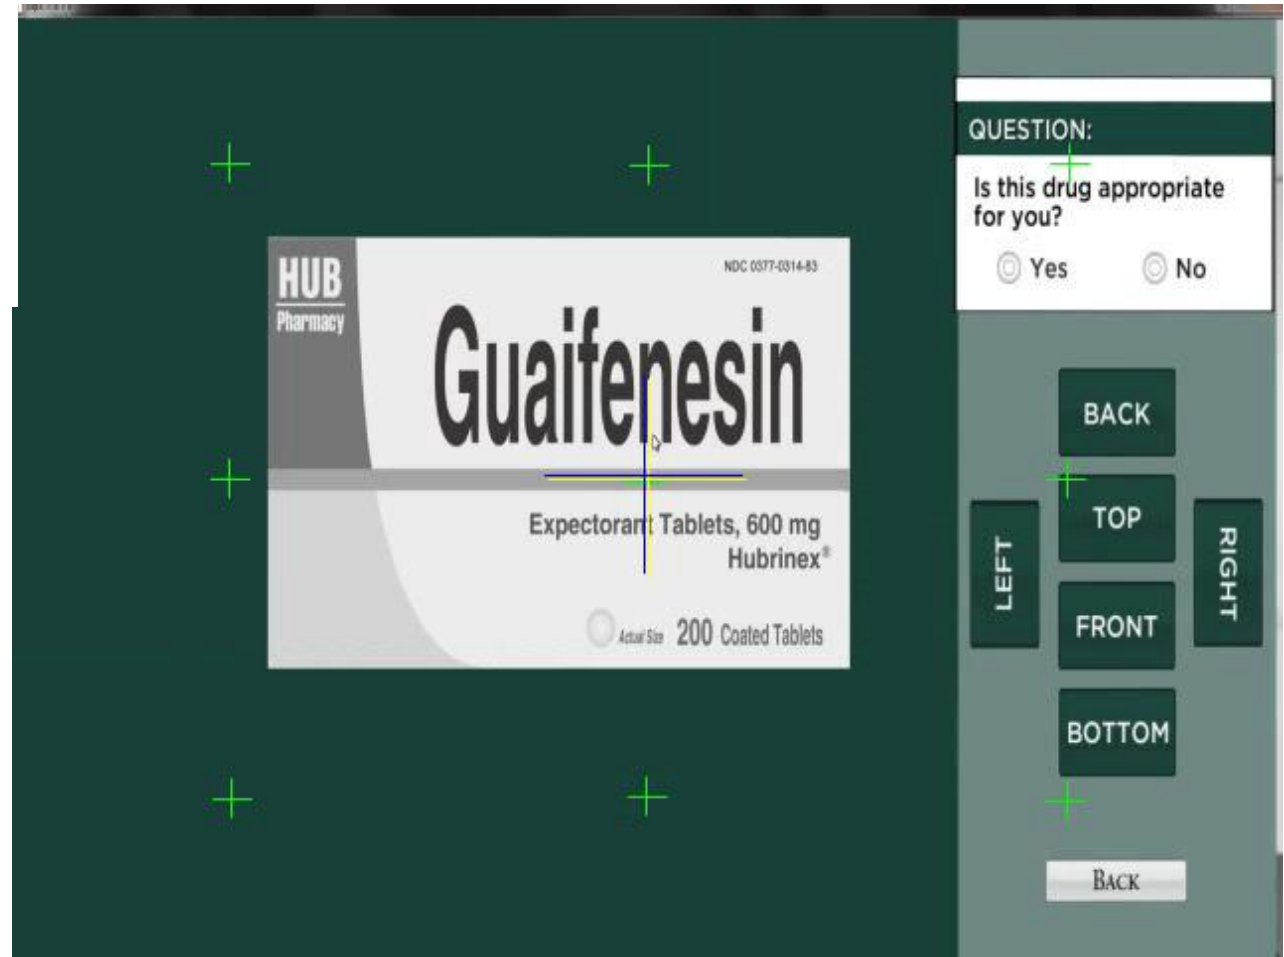 QUESTION:
Is this drug appropriate
for you?
Yes No
HUB
Pharmacy
NDC 0377-0314-83
Guaifenesin
Expectorant Tablets, 600 mg
Hubrinex®
Actual Size 200 Coated Tablets
BACK
TOP
LEFT
RIGHT
FRONT
BOTTOM
BACK